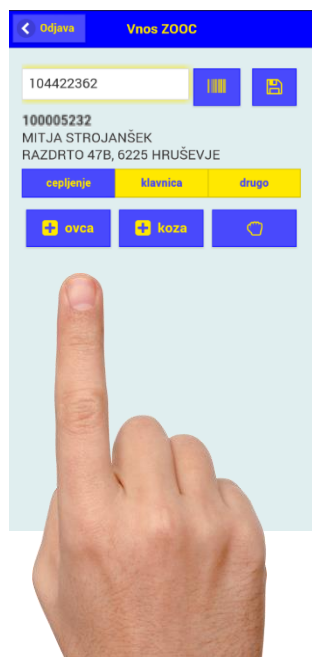 Odjava
Vnos ZOOC
104422362
100005232
MITJA STROJANŠEK
RAZDRTO 47B, 6225 HRUŠEVJE
cepljenje klavnica drugo
ovca koza